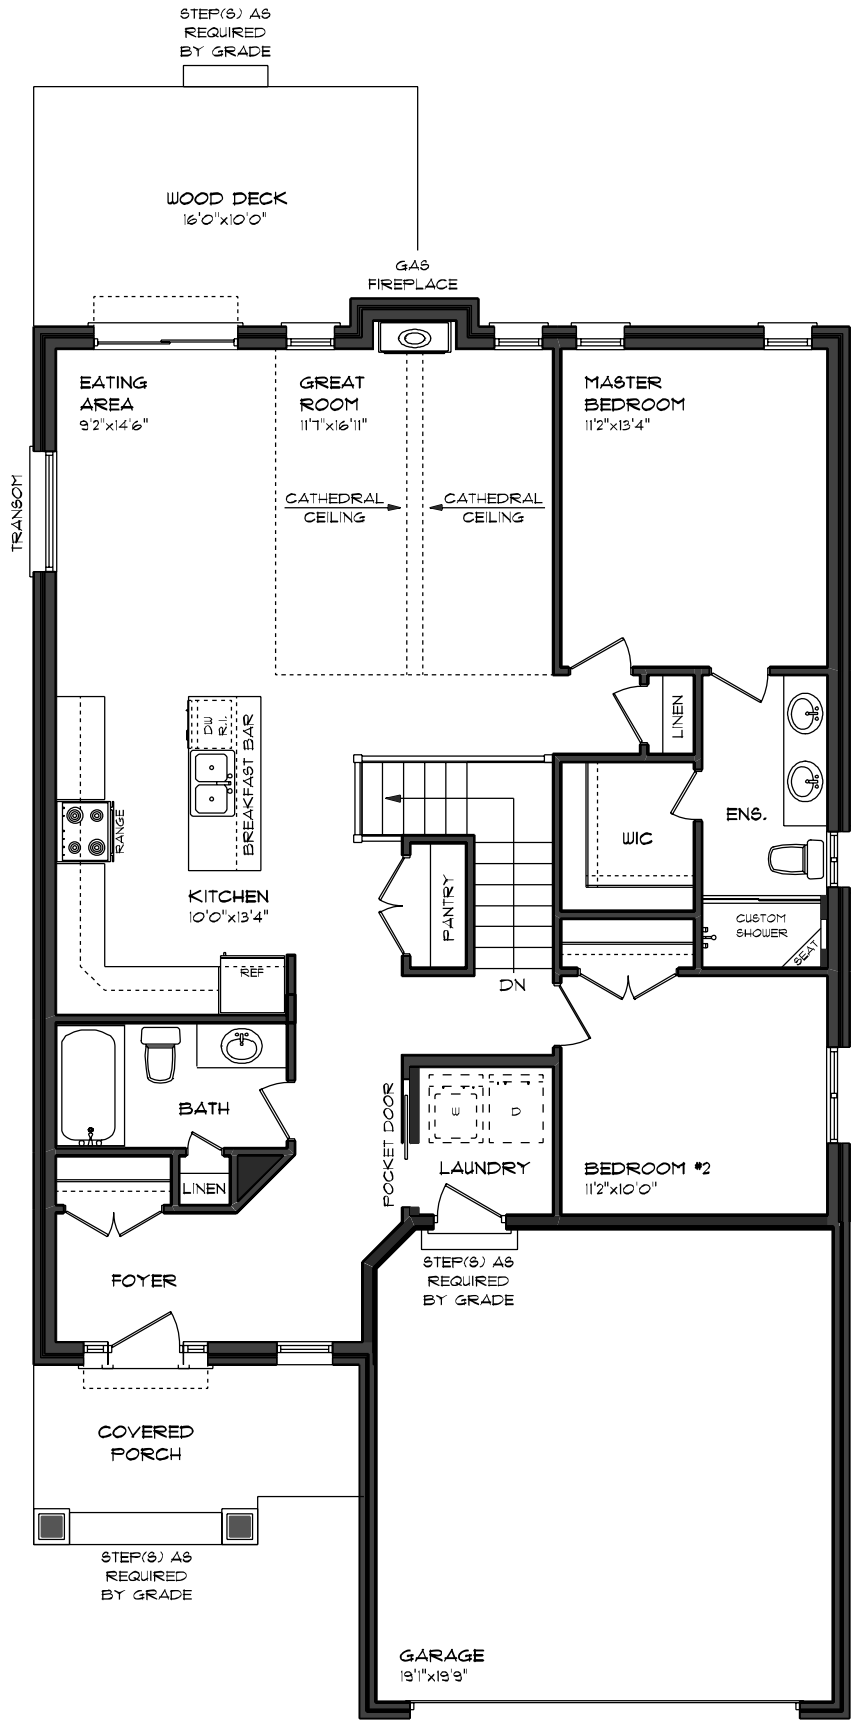 STEP(S) AS
REQUIRED
BY GRADE
WOOD DECK
16'0"x10'0"
GAS
FIREPLACE
EATING
AREA
9'2"x14'6"
GREAT
ROOM
11'7"x16'11"
MASTER
BEDROOM
11'2"x13'4"
TRANSOM
CATHEDRAL
CEILING
CATHEDRAL
CEILING
LINEN
DW
R.I.
BREAKFAST BAR
RANGE
ENS.
WIC
KITCHEN
10'0"x13'4"
PANTRY
CUSTOM
SHOWER
SEAT
REF
DN
BATH
POCKET DOOR
W
D
LAUNDRY
BEDROOM #2
11'2"x10'0"
LINEN
FOYER
STEP(S) AS
REQUIRED
BY GRADE
COVERED
PORCH
STEP(S) AS
REQUIRED
BY GRADE
GARAGE
19'1"x19'9"